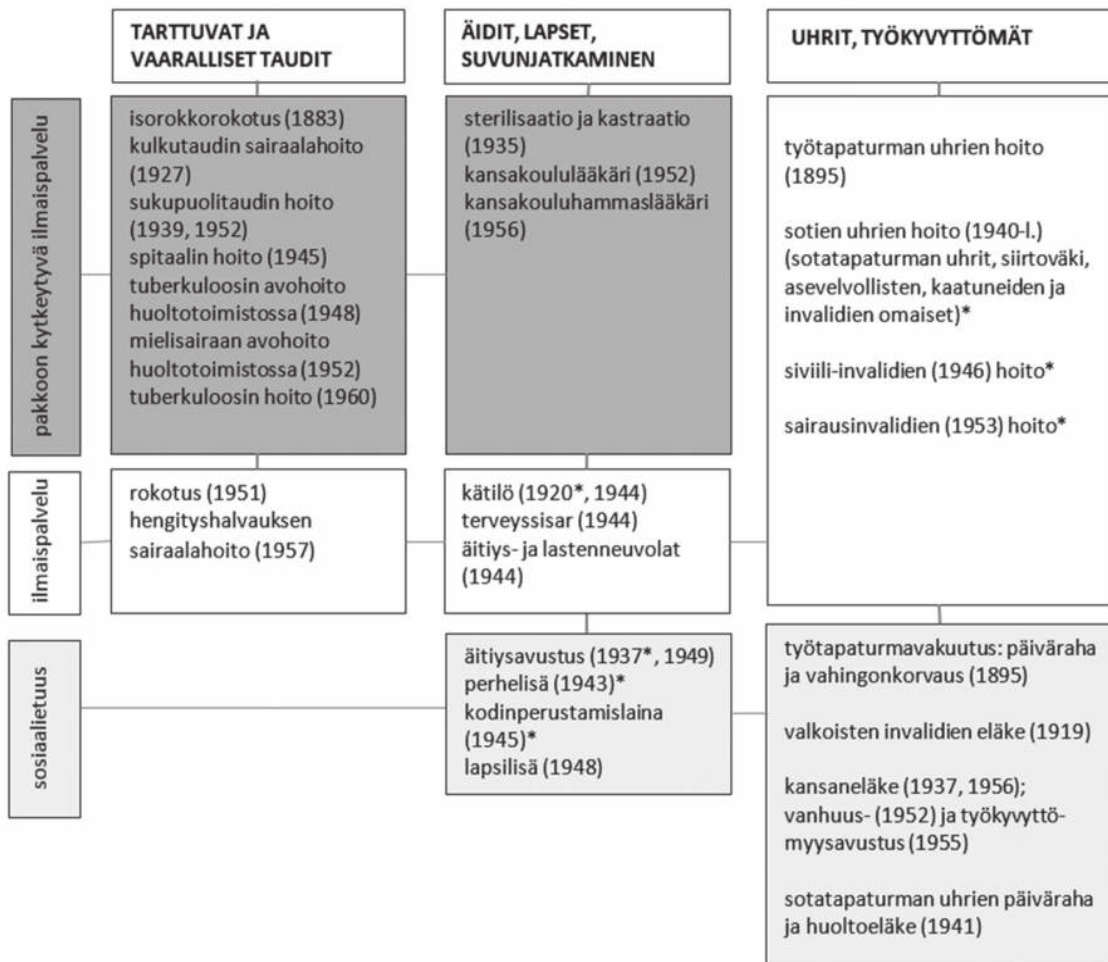 TARTTUVAT JA
VAARALLISET TAUDIT
ÄIDIT, LAPSET,
SUVUNJATKAMINEN
UHRIT, TYÖKYVYTTÖMÄT
pakkoon kytkeytyvä ilmaispalvelu
isorokkorokotus (1883)
kulkutaudin sairaalahoito
(1927)
sukupuolitaudin hoito
(1939, 1952)
spitaalin hoito (1945)
tuberkuloosin avohoito
huoltotoimistossa (1948)
mielisairaan avohoito
huoltotoimistossa (1952)
tuberkuloosin hoito (1960)
sterilisaatio ja kastraatio
(1935)
kansakoululääkäri (1952)
kansakouluhammaslääkäri
(1956)
työtapaturman uhrien hoito
(1895)
sotien uhrien hoito (1940-l.)
(sotatapaturman uhrit, siirtoväki,
asevelvollisten, kaatuneiden ja
invalidien omaiset)*
siviili-invalidien (1946) hoito*
sairausinvalidien (1953) hoito*
ilmaispalvelu
rokotus (1951)
hengityshalvauksen
sairaalahoito (1957)
kätilö (1920*, 1944)
terveyssisar (1944)
äitiys- ja lastenneuvolat
(1944)
sosiaalietuus
äitiysavustus (1937*, 1949)
perhelisä (1943)*
kodinperustamislaina
(1945)*
lapsilisä (1948)
työtapaturmavakuutus: päiväraha
ja vahingonkorvaus (1895)
valkoisten invalidien eläke (1919)
kansaneläke (1937, 1956);
vanhuus- (1952) ja työkyvyttö-
myysavustus (1955)
sotatapaturman uhrien päiväraha
ja huoltoeläke (1941)